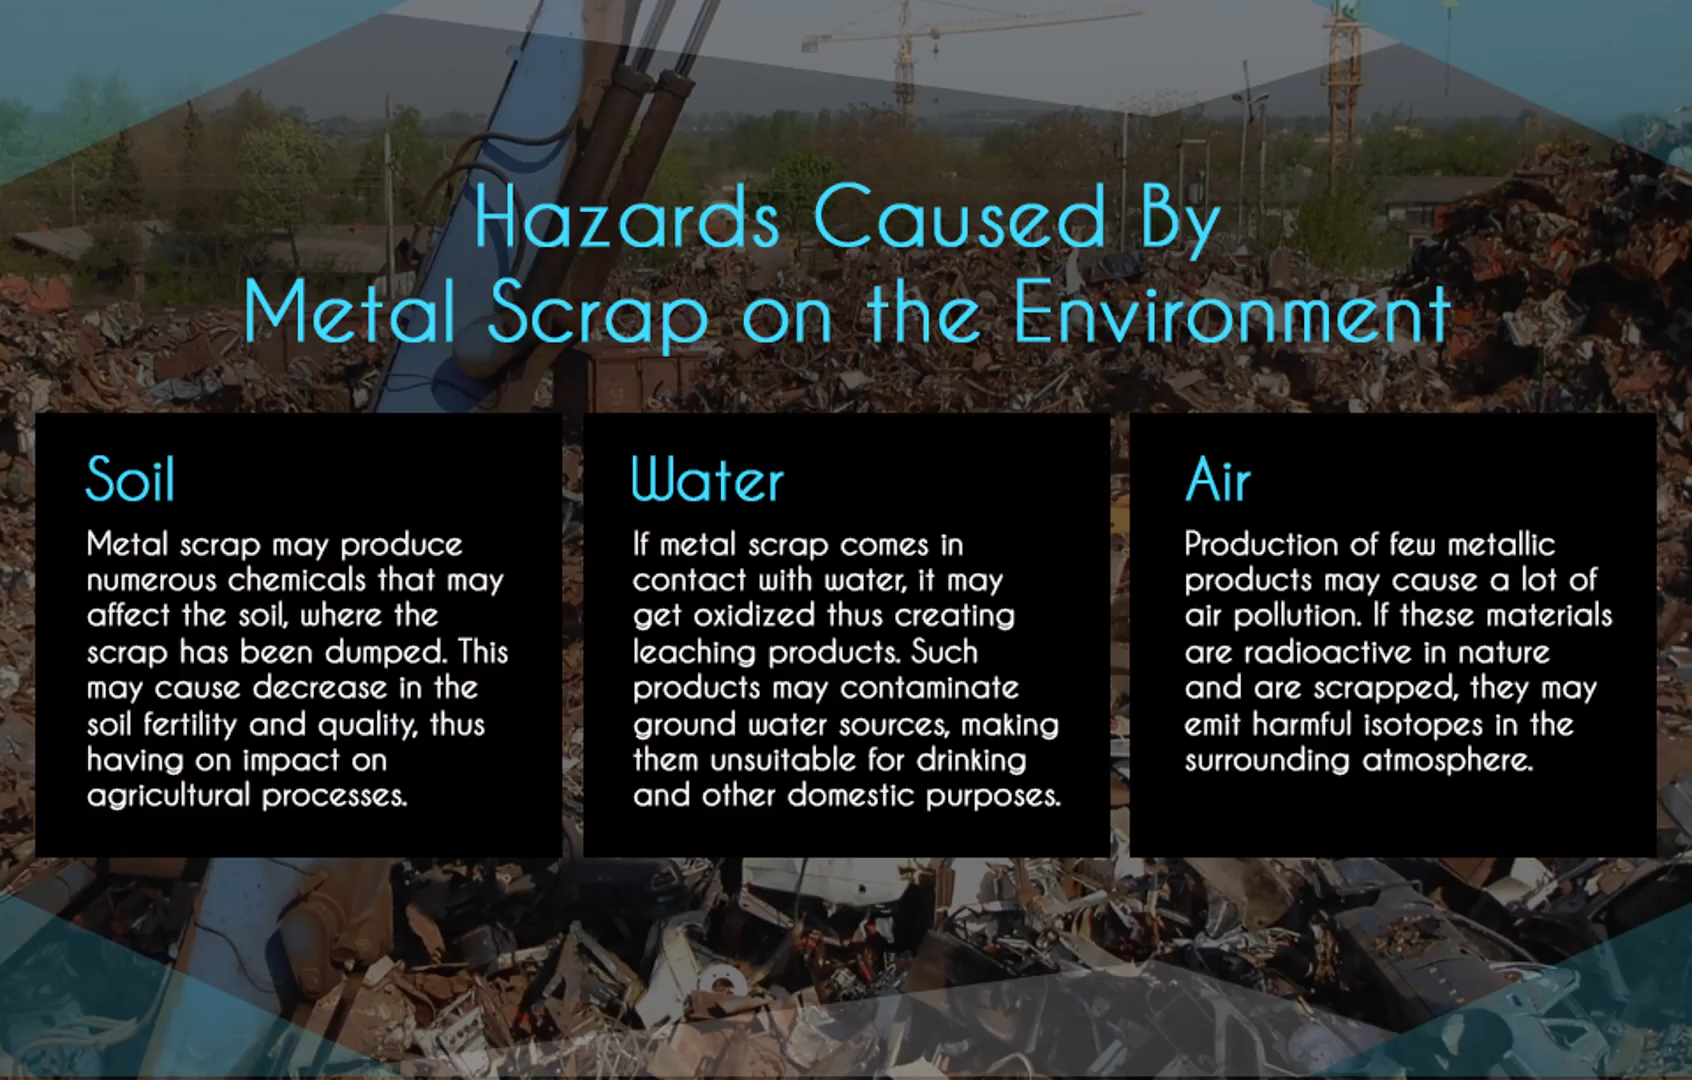 Hazards Caused By
Metal Scrap on the Environment
Soil
Metal scrap may produce
numerous chemicals that may
affect the soil, where the
scrap has been dumped. This
may cause decrease in the
soil fertility and quality, thus
having on impact on
agricultural processes.
Water
If metal scrap comes in
contact with water, it may
get oxidized thus creating
leaching products. Such
products may contaminate
ground water sources, making
them unsuitable for drinking
and other domestic purposes.
Air
Production of few metallic
products may cause a lot of
air pollution. If these materials
are radioactive in nature
and are scrapped, they may
emit harmful isotopes in the
surrounding atmosphere.